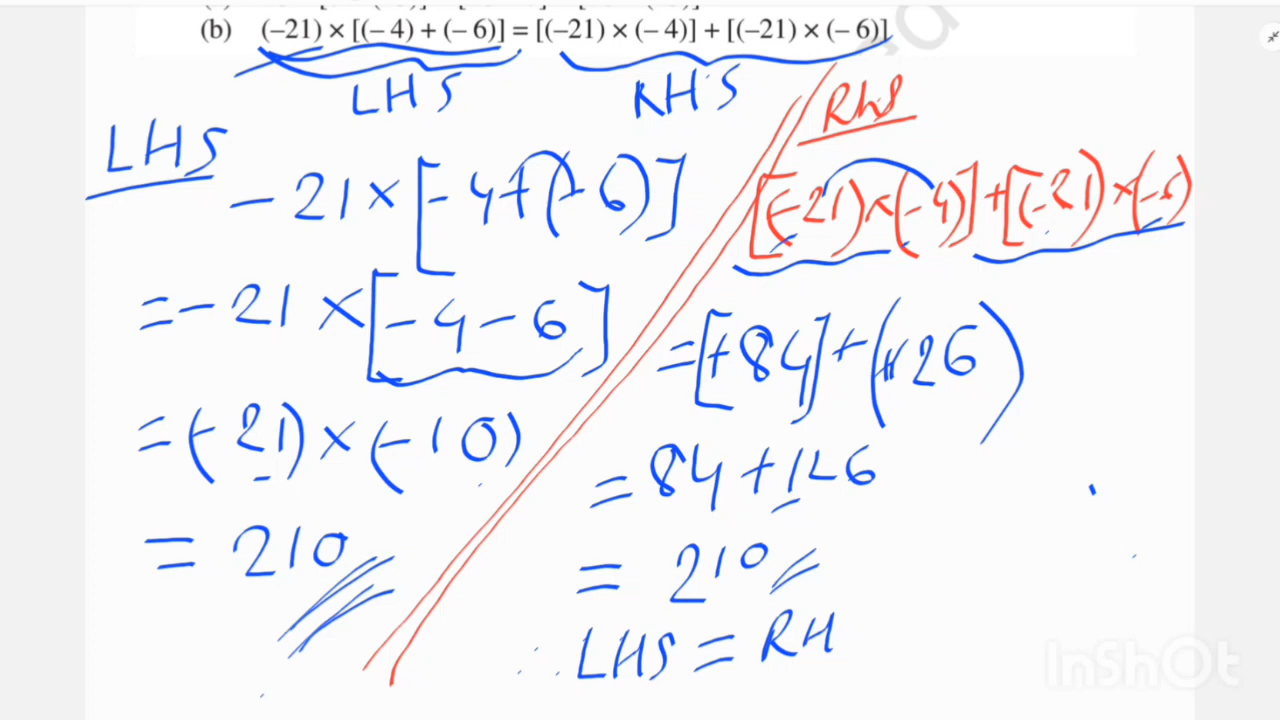 (b) (–21) × [(– 4) + (– 6)] = [(–21) × (– 4)] + [(–21) × (– 6)]
LHS RHS
LHS
-21 × [-4+(-6)]
= -21 × [-4-6]
= (-21) × (-10)
= 210
RHS
[(-21)×(-4)]+[(-21)×(-6)
= [+84]+(+126)
= 84+126
= 210
∴ LHS = RH
InShOt